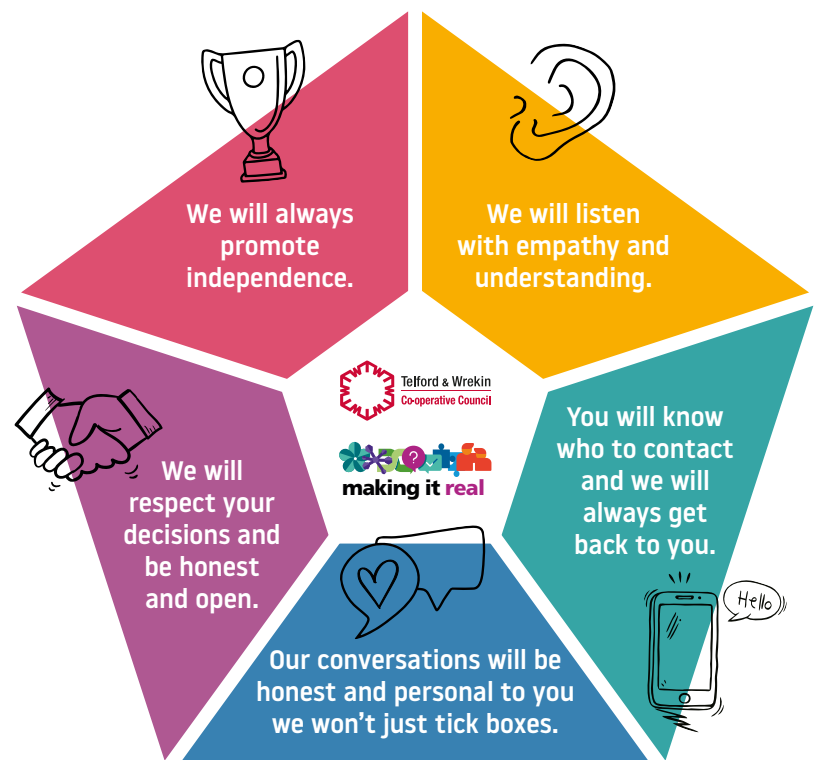 We will always
promote
independence.
We will listen
with empathy and
understanding.
Telford & Wrekin
Co-operative Council
making it real
You will know
who to contact
and we will
always get
back to you.
Hello
We will
respect your
decisions and
be honest
and open.
Our conversations will be
honest and personal to you
we won't just tick boxes.